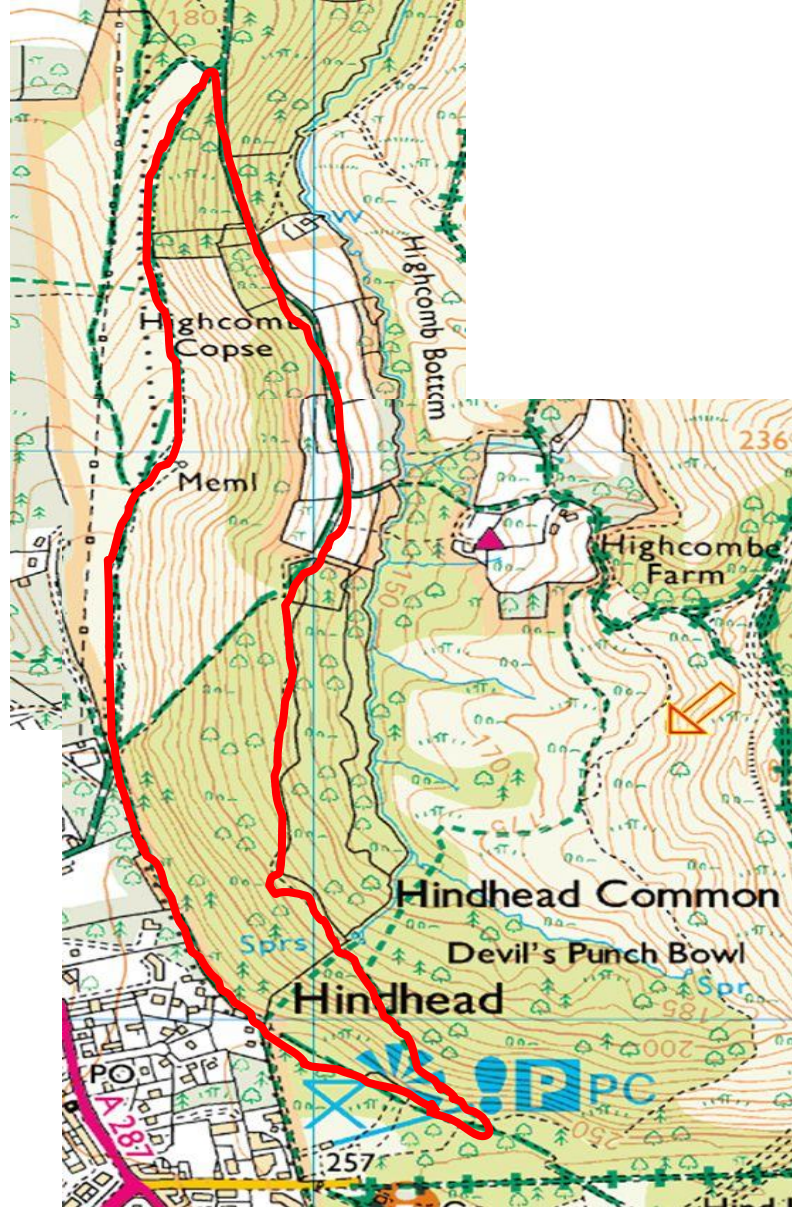 180
W
Highcomb Bottom
Highcomb
Copse
236
Meml
Highcombe
Farm
150
170
175
Hindhead Common
Sprs
Devil's Punch Bowl
Spr
Hindhead
185
200
PO
P PC
A 287
250
257